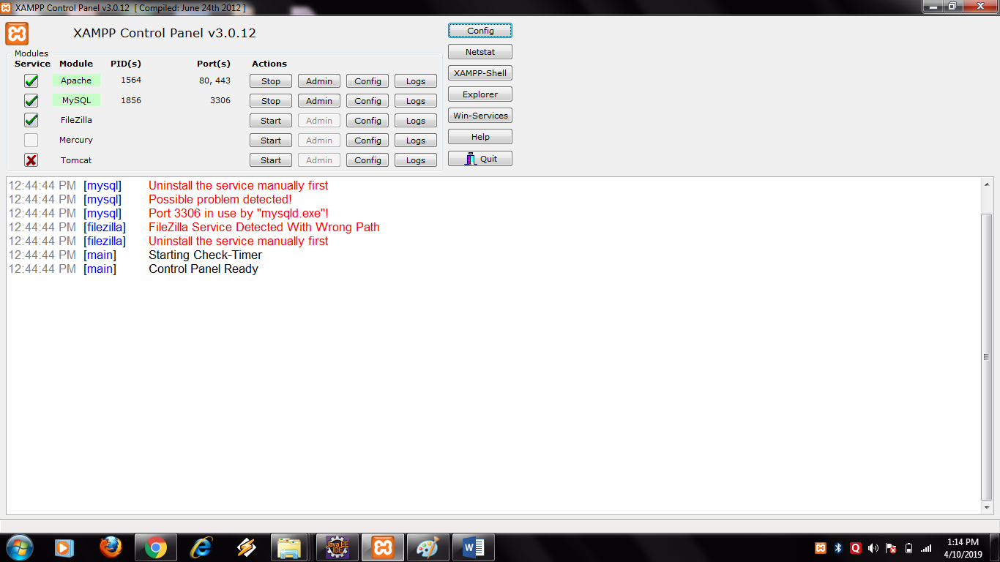 XAMPP Control Panel v3.0.12 [ Compiled: June 24th 2012 ]
XAMPP Control Panel v3.0.12
Config
Netstat
XAMPP-Shell
Explorer
Win-Services
Help
Quit
Modules
Service Module PID(s) Port(s) Actions
Apache 1564 80, 443 Stop Admin Config Logs
MySQL 1856 3306 Stop Admin Config Logs
FileZilla Start Admin Config Logs
Mercury Start Admin Config Logs
Tomcat Start Admin Config Logs
12:44:44 PM [mysql] Uninstall the service manually first
12:44:44 PM [mysql] Possible problem detected!
12:44:44 PM [mysql] Port 3306 in use by "mysqld.exe"!
12:44:44 PM [filezilla] FileZilla Service Detected With Wrong Path
12:44:44 PM [filezilla] Uninstall the service manually first
12:44:44 PM [main] Starting Check-Timer
12:44:44 PM [main] Control Panel Ready
Java EE
IDE
W
Q
1:14 PM
4/10/2019